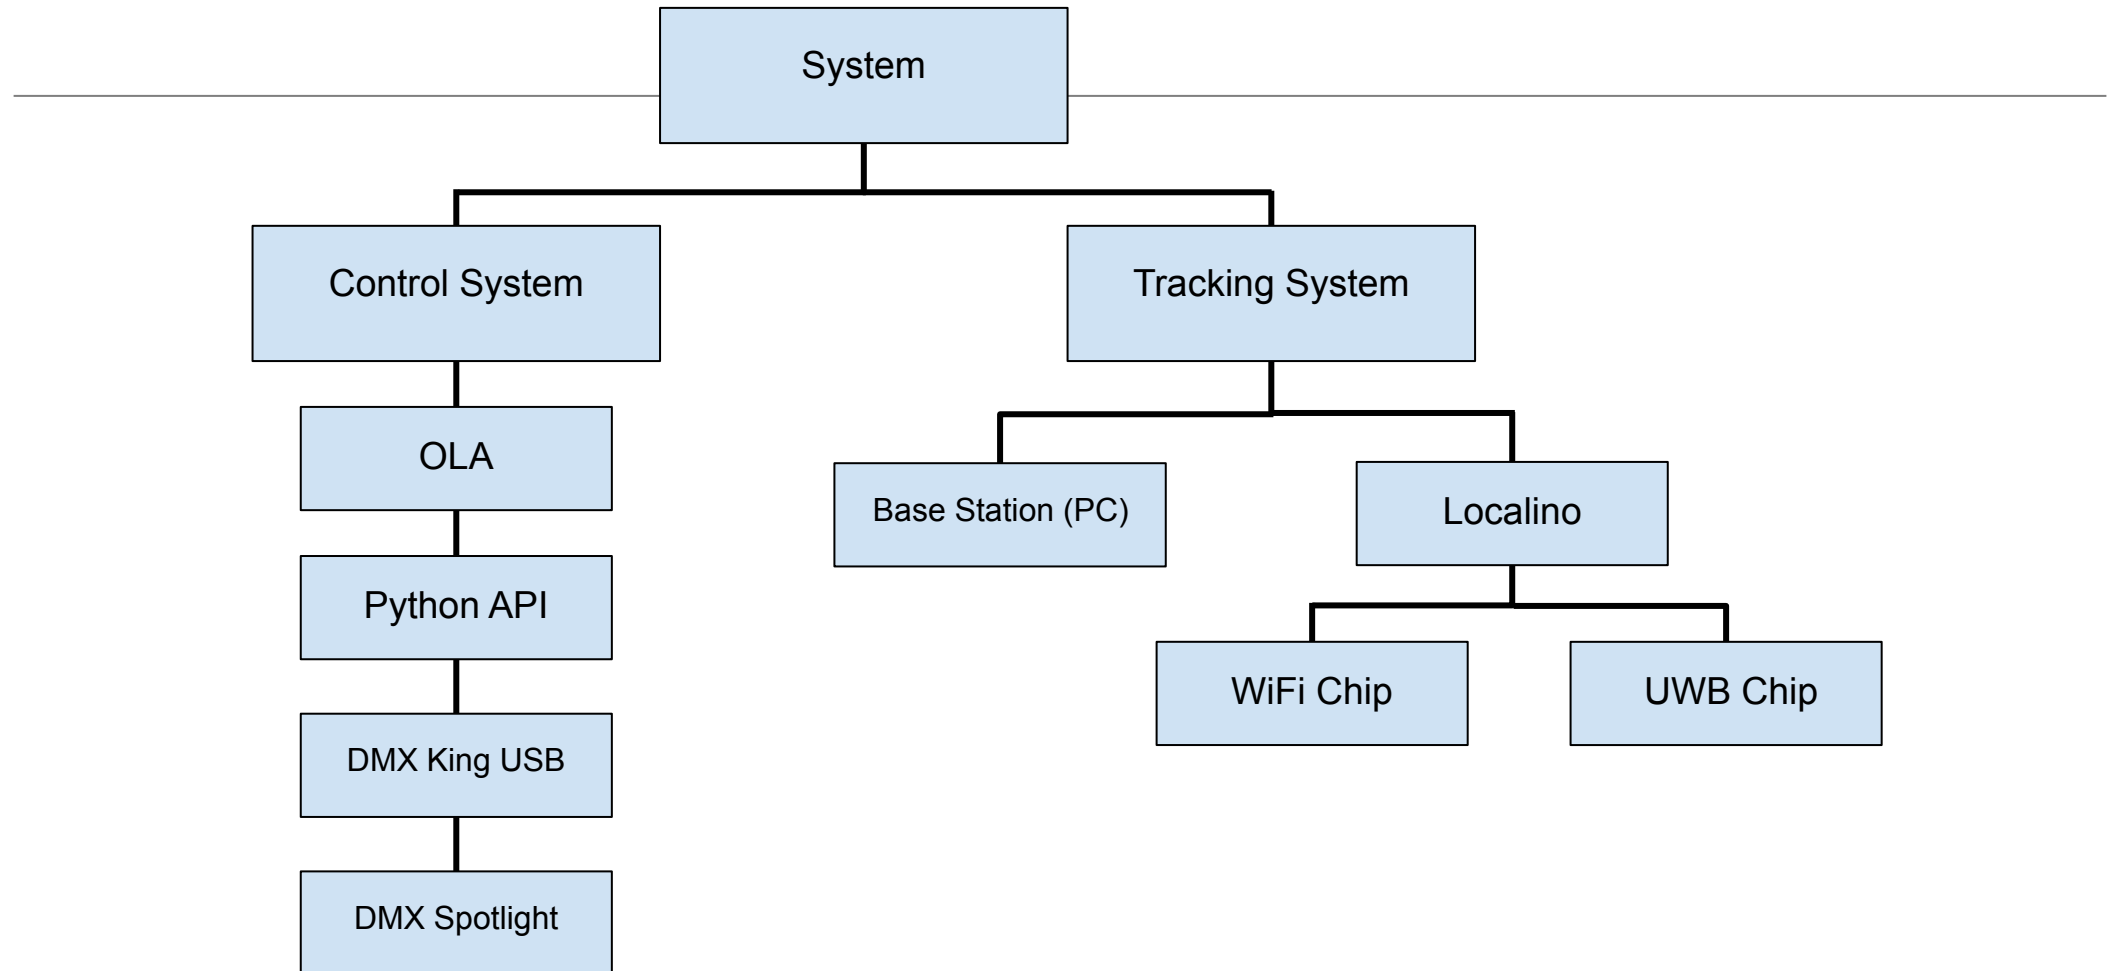 System
Control System
Tracking System
OLA
Base Station (PC)
Localino
Python API
WiFi Chip
UWB Chip
DMX King USB
DMX Spotlight